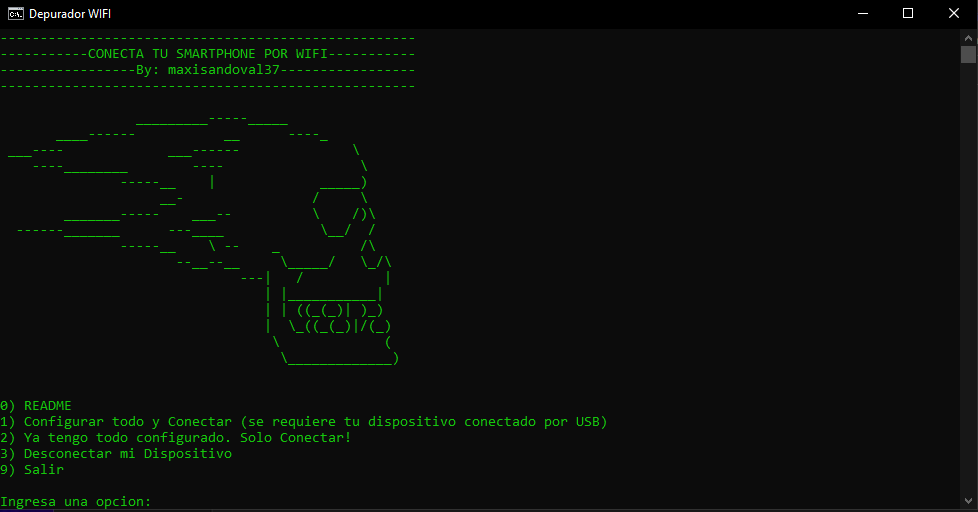 Depurador WIFI
----------------------------------------------------
-----------CONECTA TU SMARTPHONE POR WIFI-----------
-----------------By: maxisandoval37-----------------
----------------------------------------------------
0) README
1) Configurar todo y Conectar (se requiere tu dispositivo conectado por USB)
2) Ya tengo todo configurado. Solo Conectar!
3) Desconectar mi Dispositivo
9) Salir
Ingresa una opcion: